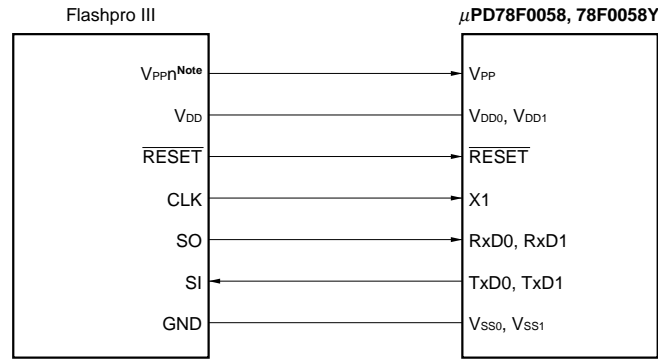 Flashpro III
μPD78F0058, 78F0058Y
VPPnNote
VPP
VDD
VDD0, VDD1
RESET
RESET
CLK
X1
SO
RxD0, RxD1
SI
TxD0, TxD1
GND
VSS0, VSS1